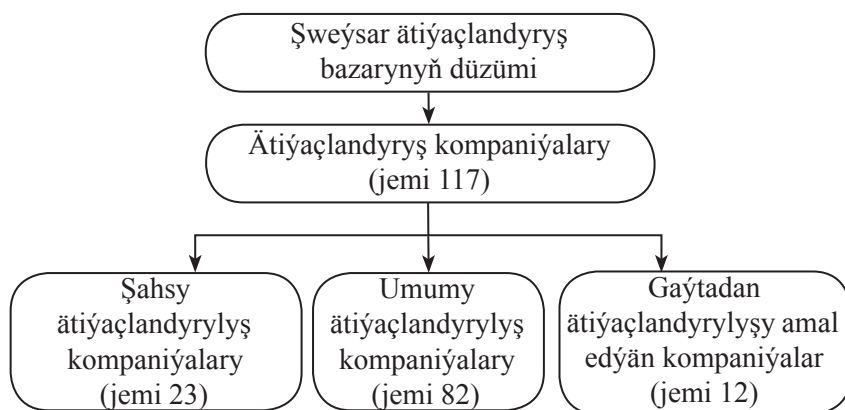 Şweýsar ätiýaçlandyryş
bazarynyň düzümi
Ätiýaçlandyryş kompaniýalary
(jemi 117)
Şahsy
ätiýaçlandyrylyş
kompaniýalary
(jemi 23)
Umumy
ätiýaçlandyrylyş
kompaniýalary
(jemi 82)
Gaýtadan
ätiýaçlandyrylyşy amal
edýän kompaniýalar
(jemi 12)